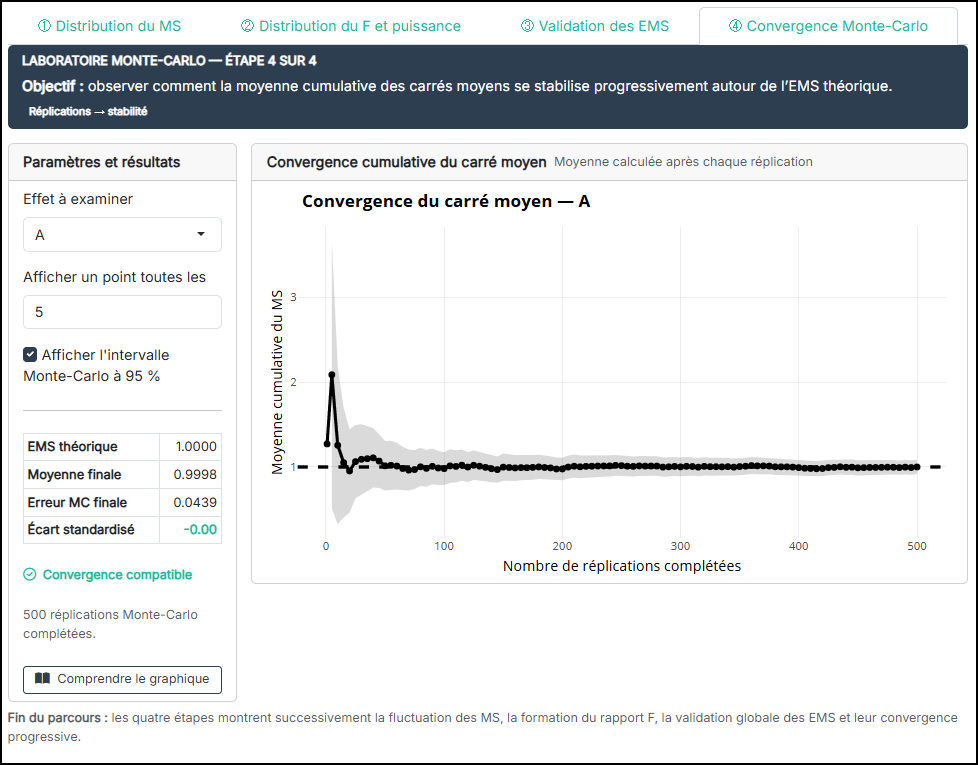 ① Distribution du MS
② Distribution du F et puissance
③ Validation des EMS
④ Convergence Monte-Carlo
LABORATOIRE MONTE-CARLO — ÉTAPE 4 SUR 4
Objectif : observer comment la moyenne cumulative des carrés moyens se stabilise progressivement autour de l'EMS théorique.
Réplications → stabilité
Paramètres et résultats
Effet à examiner
A
Afficher un point toutes les
5
Afficher l'intervalle
Monte-Carlo à 95 %
EMS théorique 1.0000
Moyenne finale 0.9998
Erreur MC finale 0.0439
Écart standardisé -0.00
Convergence compatible
500 réplications Monte-Carlo
complétées.
Comprendre le graphique
Convergence cumulative du carré moyen Moyenne calculée après chaque réplication
Convergence du carré moyen — A
Moyenne cumulative du MS
3
2
1
0 100 200 300 400 500
Nombre de réplications complétées
Fin du parcours : les quatre étapes montrent successivement la fluctuation des MS, la formation du rapport F, la validation globale des EMS et leur convergence
progressive.